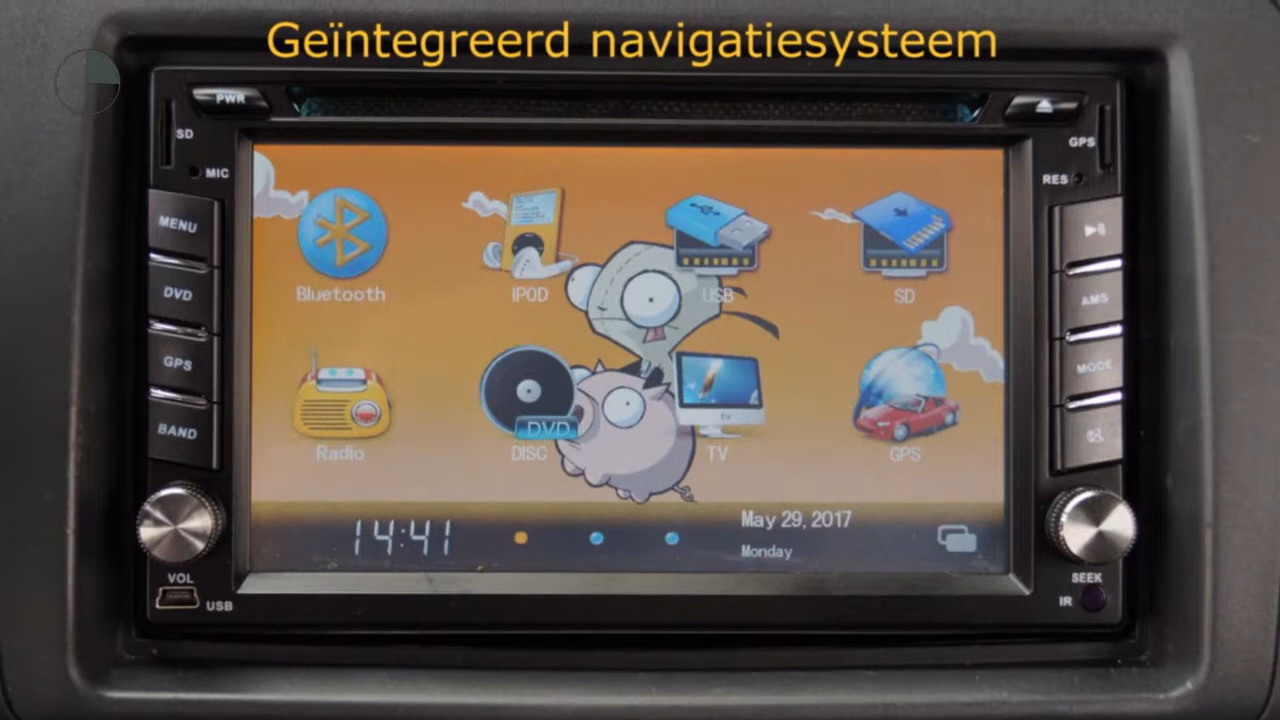 Geïntegreerd navigatiesysteem
PWR
SD
GPS
MIC
RES
MENU
DVD
GPS
BAND
AMS
MODE
Bluetooth
IPOD
USB
SD
Radio
DVD
DISC
TV
TV
GPS
14:41
May 29, 2017
Monday
VOL
USB
SEEK
IR